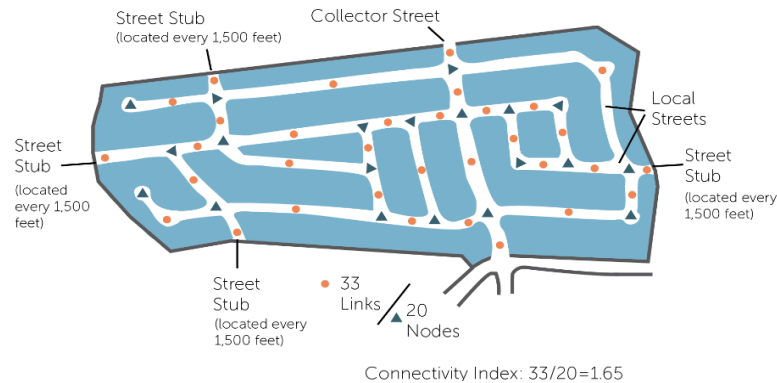 Street Stub
(located every 1,500 feet)
Collector Street
Local
Streets
Street
Stub
(located
every 1,500
feet)
Street
Stub
(located every
1,500 feet)
Street
Stub
(located every
1,500 feet)
33
Links
20
Nodes
Connectivity Index: 33/20=1.65